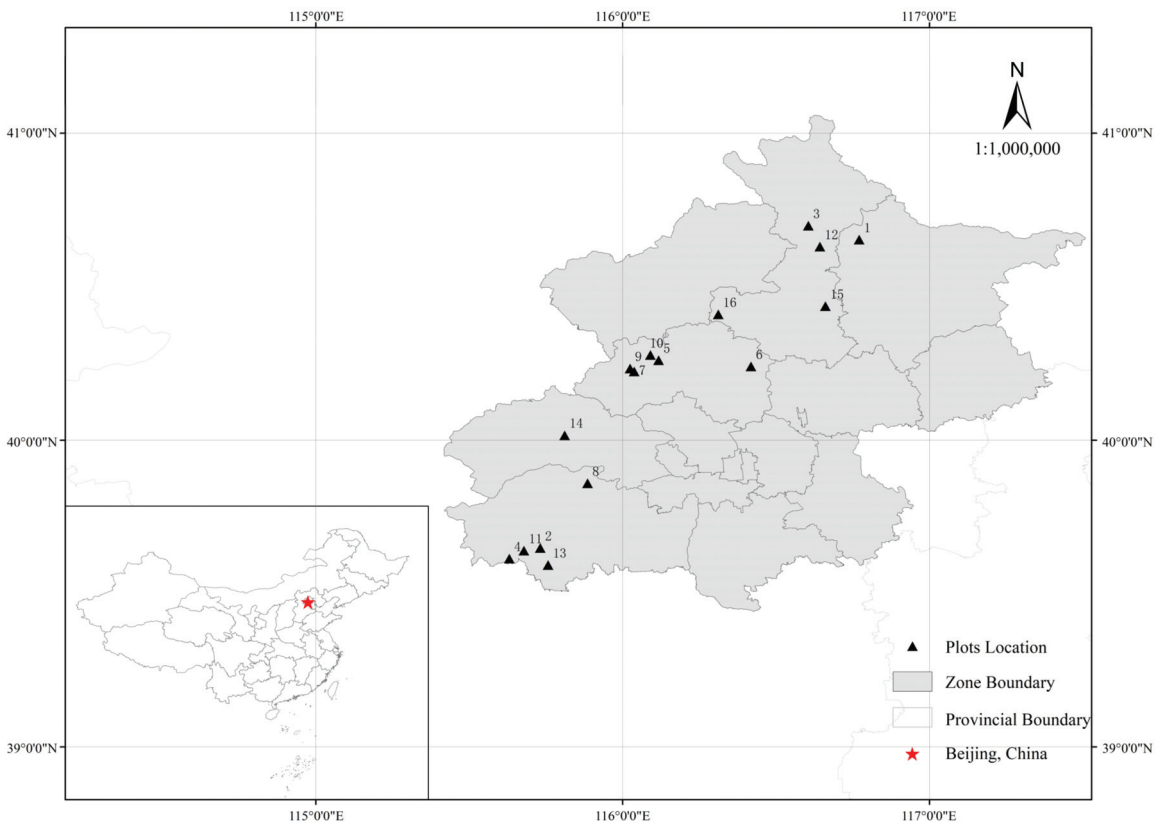 115°0'0"E 116°0'0"E 117°0'0"E
N
1:1,000,000
41°0'0"N 41°0'0"N
3
12 1
15
16
10 5
9 7
6
40°0'0"N 40°0'0"N
14
8
4 11 2
13
Plots Location
Zone Boundary
Provincial Boundary
Beijing, China
39°0'0"N 39°0'0"N
115°0'0"E 116°0'0"E 117°0'0"E